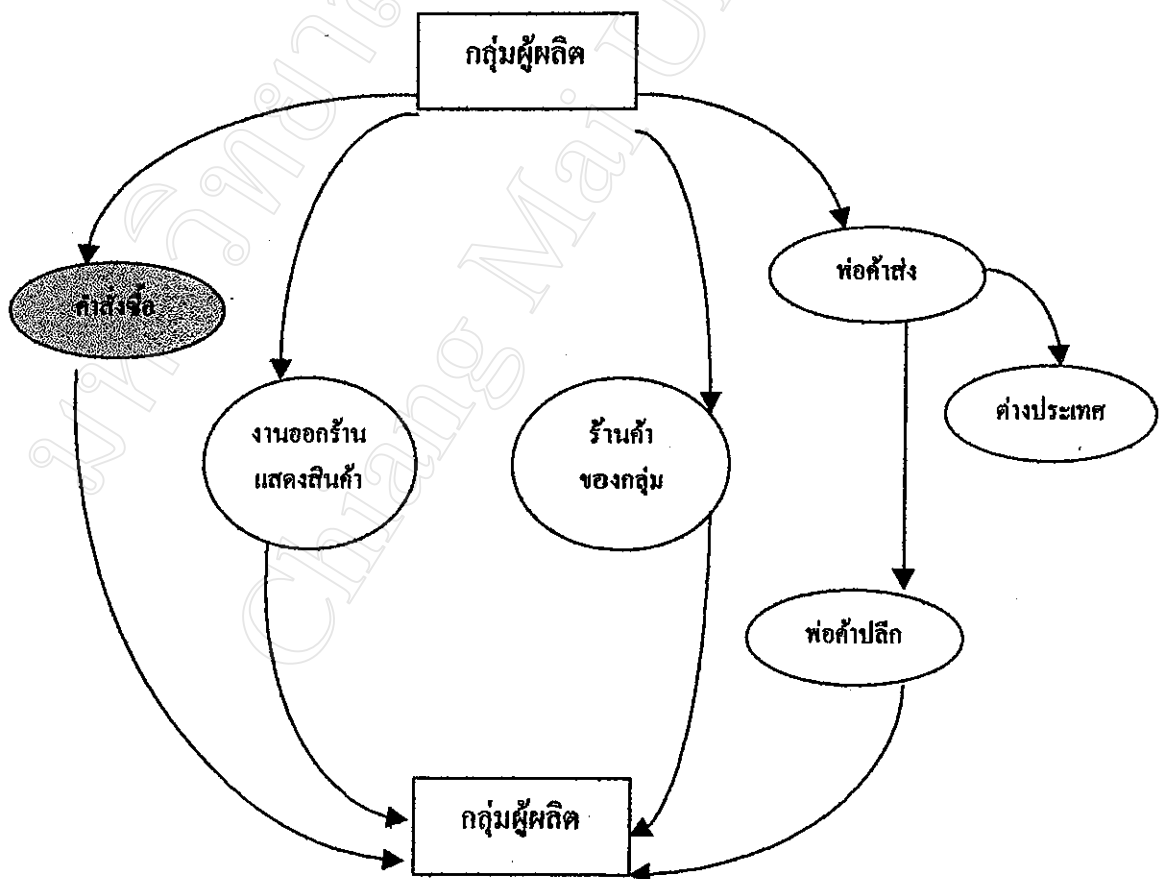 กลุ่มผู้ผลิต
พ่อค้าส่ง
คำสั่งซื้อ
ต่างประเทศ
งานออกร้าน
แสดงสินค้า
ร้านค้า
ของกลุ่ม
พ่อค้าปลีก
กลุ่มผู้ผลิต
Chiang Mai U